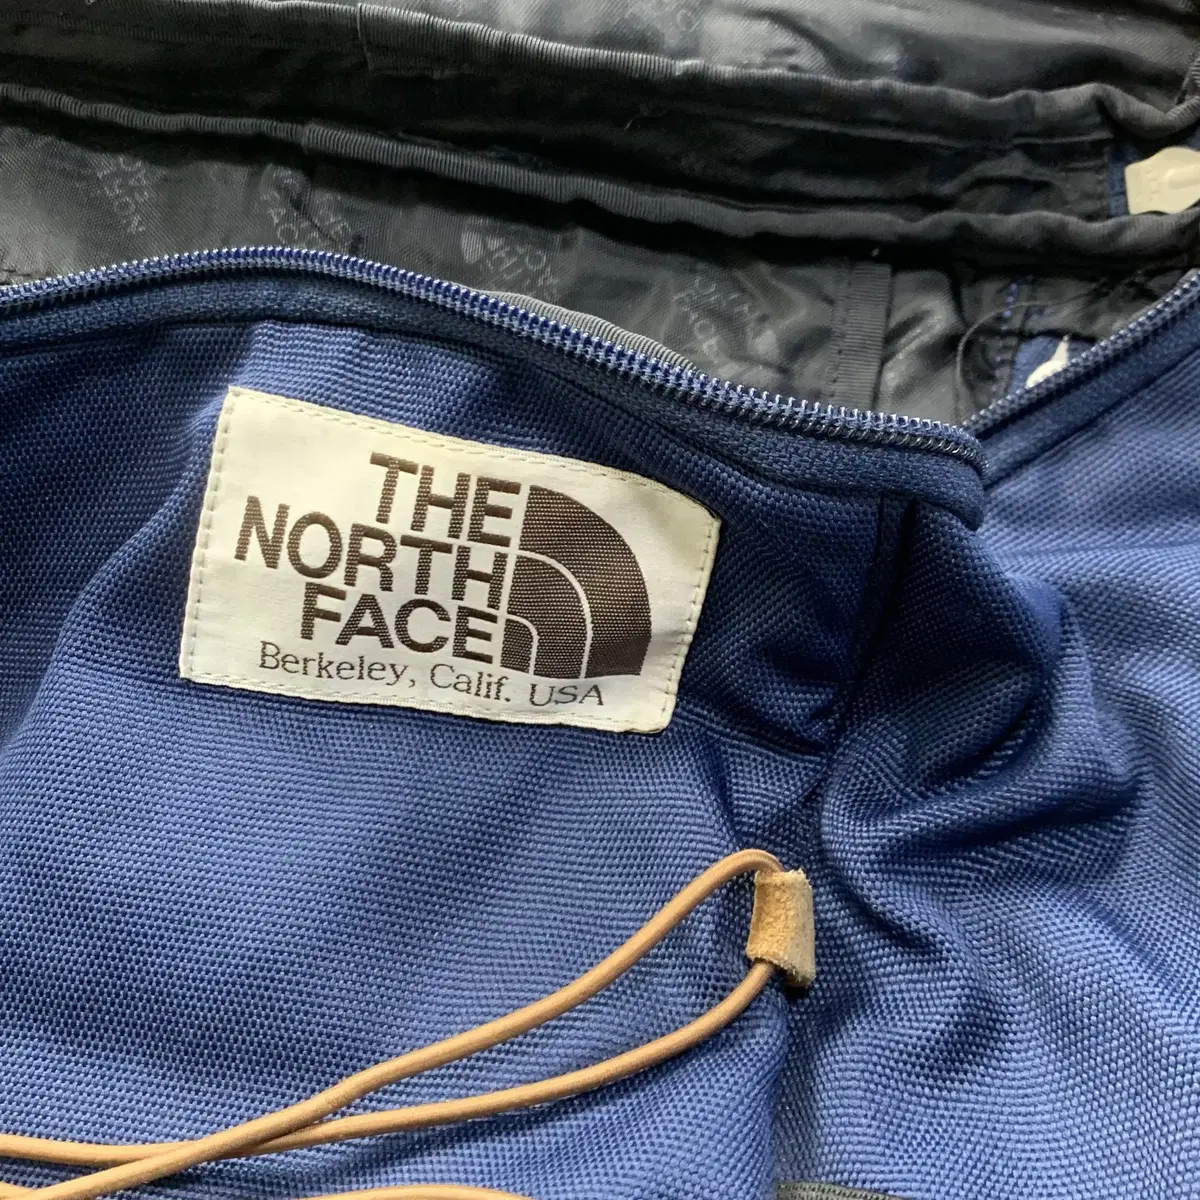 THE
NORTH
FACE
Berkeley, Calif. USA